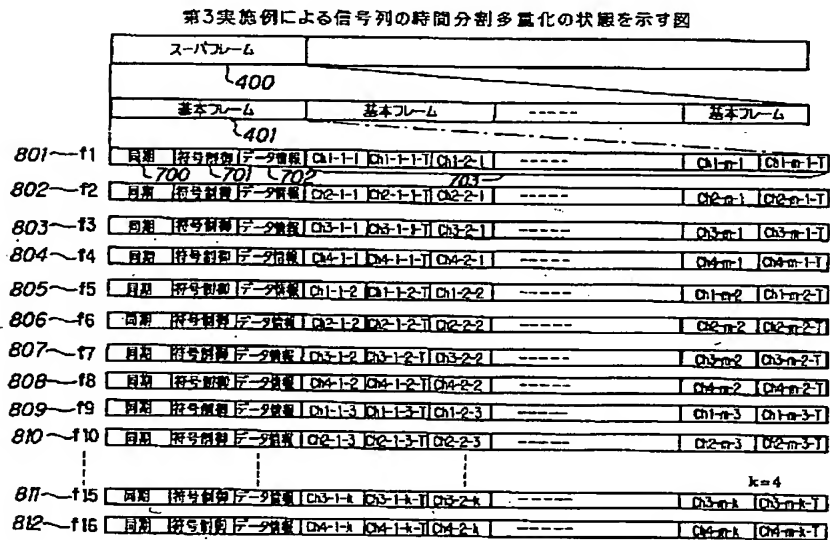 第3実施例による信号列の時間分割多重化の状態を示す図
スーパフレーム
400
基本フレーム 基本フレーム ----- 基本フレーム
401
801 f1 同期 符号制御 データ情報 Ch1-1-1 Ch1-1-1-T Ch1-2-1 ----- Ch1-m-1 Ch1-m-1-T
700 701 702 703
802 f2 同期 符号制御 データ情報 Ch2-1-1 Ch2-1-1-T Ch2-2-1 ----- Ch2-m-1 Ch2-m-1-T
803 f3 同期 符号制御 データ情報 Ch3-1-1 Ch3-1-1-T Ch3-2-1 ----- Ch3-m-1 Ch3-m-1-T
804 f4 同期 符号制御 データ情報 Ch4-1-1 Ch4-1-1-T Ch4-2-1 ----- Ch4-m-1 Ch4-m-1-T
805 f5 同期 符号制御 データ情報 Ch1-1-2 Ch1-1-2-T Ch1-2-2 ----- Ch1-m-2 Ch1-m-2-T
806 f6 同期 符号制御 データ情報 Ch2-1-2 Ch2-1-2-T Ch2-2-2 ----- Ch2-m-2 Ch2-m-2-T
807 f7 同期 符号制御 データ情報 Ch3-1-2 Ch3-1-2-T Ch3-2-2 ----- Ch3-m-2 Ch3-m-2-T
808 f8 同期 符号制御 データ情報 Ch4-1-2 Ch4-1-2-T Ch4-2-2 ----- Ch4-m-2 Ch4-m-2-T
809 f9 同期 符号制御 データ情報 Ch1-1-3 Ch1-1-3-T Ch1-2-3 ----- Ch1-m-3 Ch1-m-3-T
810 f10 同期 符号制御 データ情報 Ch2-1-3 Ch2-1-3-T Ch2-2-3 ----- Ch2-m-3 Ch2-m-3-T
k=4
811 f15 同期 符号制御 データ情報 Ch3-1-k Ch3-1-k-T Ch3-2-k ----- Ch3-m-k Ch3-m-k-T
812 f16 同期 符号制御 データ情報 Ch4-1-k Ch4-1-k-T Ch4-2-k ----- Ch4-m-k Ch4-m-k-T